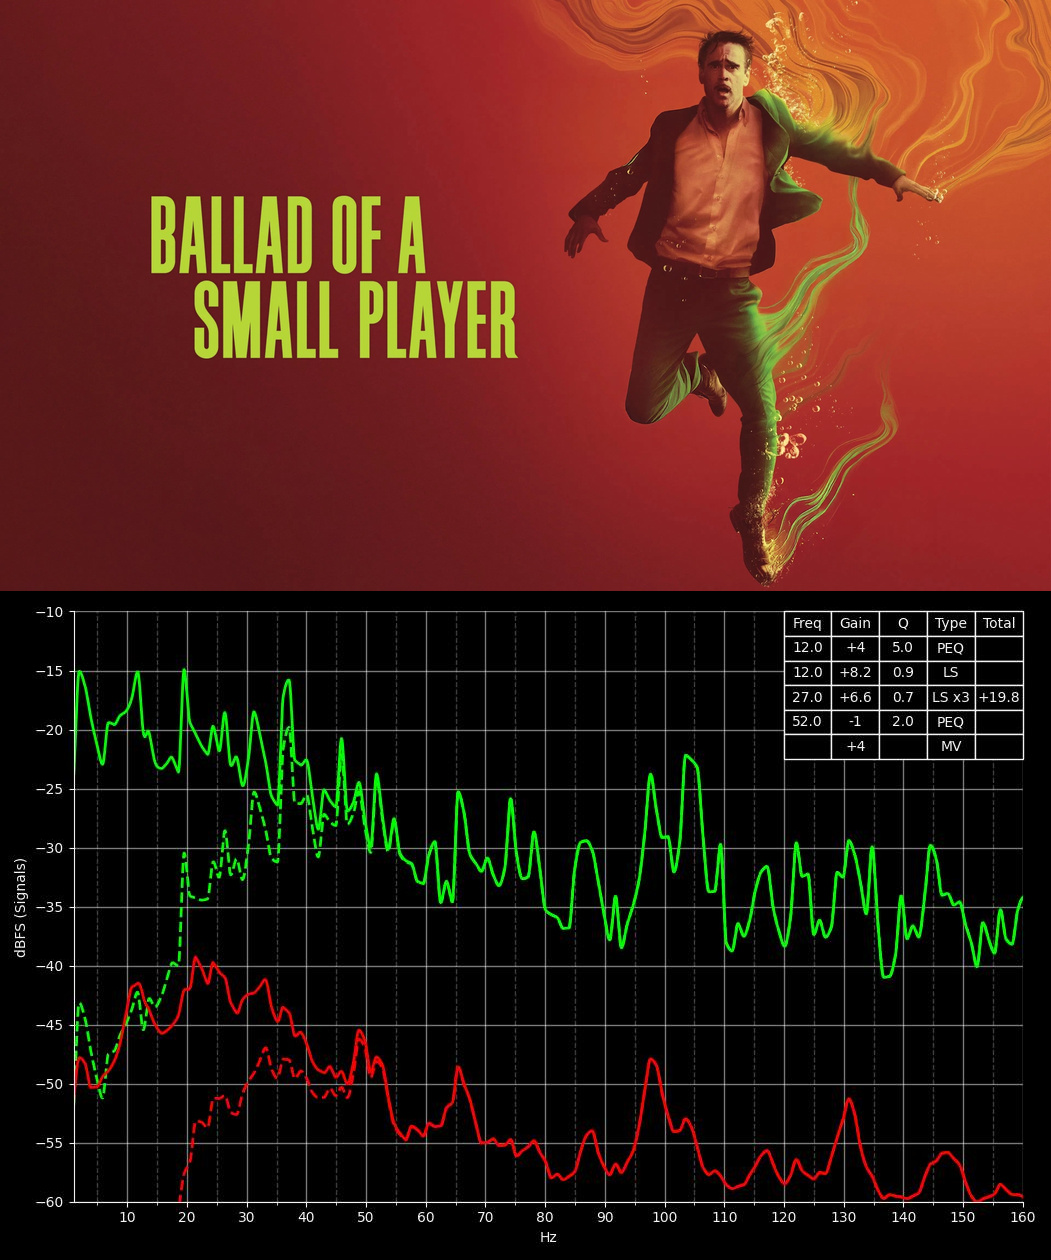 BALLAD OF A
SMALL PLAYER
Freq Gain Q Type Total
12.0 +4 5.0 PEQ
12.0 +8.2 0.9 LS
27.0 +6.6 0.7 LS x3 +19.8
52.0 -1 2.0 PEQ
+4 MV
−10
−15
−20
−25
−30
−35
−40
−45
−50
−55
−60
dBFS (Signals)
10 20 30 40 50 60 70 80 90 100 110 120 130 140 150 160
Hz